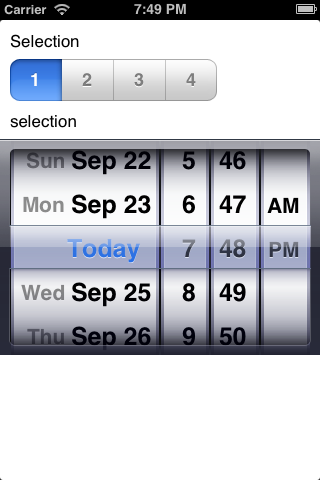 Carrier 7:49 PM
Selection
1 2 3 4
selection
Sun Sep 22 5 46
Mon Sep 23 6 47 AM
Today 7 48 PM
Wed Sep 25 8 49
Thu Sep 26 9 50